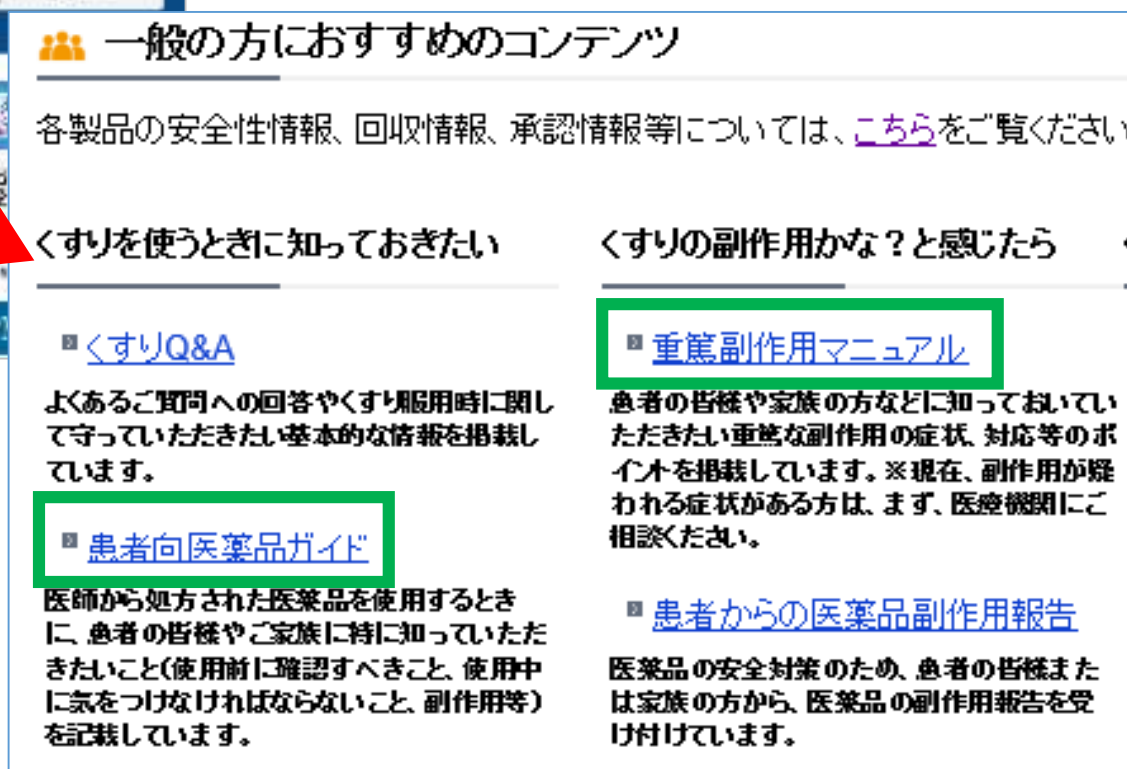 一般の方におすすめのコンテンツ
各製品の安全性情報、回収情報、承認情報等については、こちらをご覧ください
くすりを使うときに知っておきたい
くすりQ&A
よくあるご質問への回答やくすり服用時に関し
て守っていただきたい基本的な情報を掲載し
ています。
患者向医薬品ガイド
医師から処方された医薬品を使用するとき
に、患者の皆様やご家族に特に知っていただ
きたいこと(使用前に確認すべきこと、使用中
に気をつけなければならないこと、副作用等)
を記載しています。
くすりの副作用かな？と感じたら
重篤副作用マニュアル
患者の皆様や家族の方などに知っておいてい
ただきたい重篤な副作用の症状、対応等のポ
イントを掲載しています。※現在、副作用が疑
われる症状がある方は、まず、医療機関にご
相談ください。
患者からの医薬品副作用報告
医薬品の安全対策のため、患者の皆様また
は家族の方から、医薬品の副作用報告を受
け付けています。